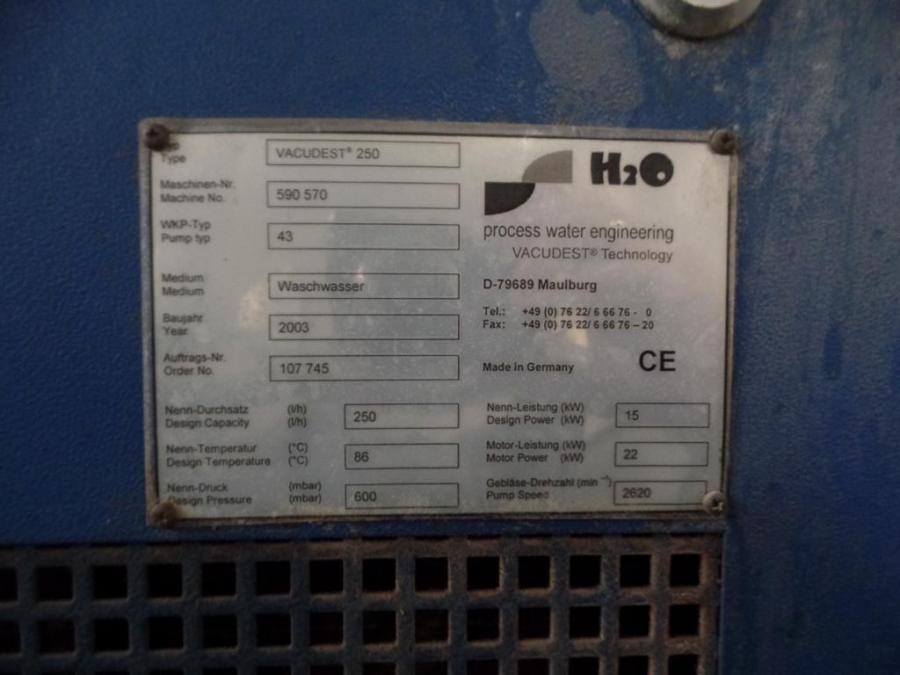 Typ
Type
VACUDEST® 250
Maschinen-Nr.
Machine No.
590 570
WKP-Typ
Pump typ
43
Medium
Medium
Waschwasser
Baujahr
Year
2003
Auftrags-Nr.
Order No.
107 745
Nenn-Durchsatz (l/h)
Design Capacity (l/h)
250
Nenn-Temperatur (°C)
Design Temperature (°C)
86
Nenn-Druck (mbar)
Design Pressure (mbar)
600
H2O
process water engineering
VACUDEST® Technology
D-79689 Maulburg
Tel.: +49 (0) 76 22/ 6 66 76 - 0
Fax: +49 (0) 76 22/ 6 66 76 – 20
Made in Germany
CE
Nenn-Leistung (kW)
Design Power (kW)
15
Motor-Leistung (kW)
Motor Power (kW)
22
Gebläse-Drehzahl (min⁻¹)
Pump Speed
2620